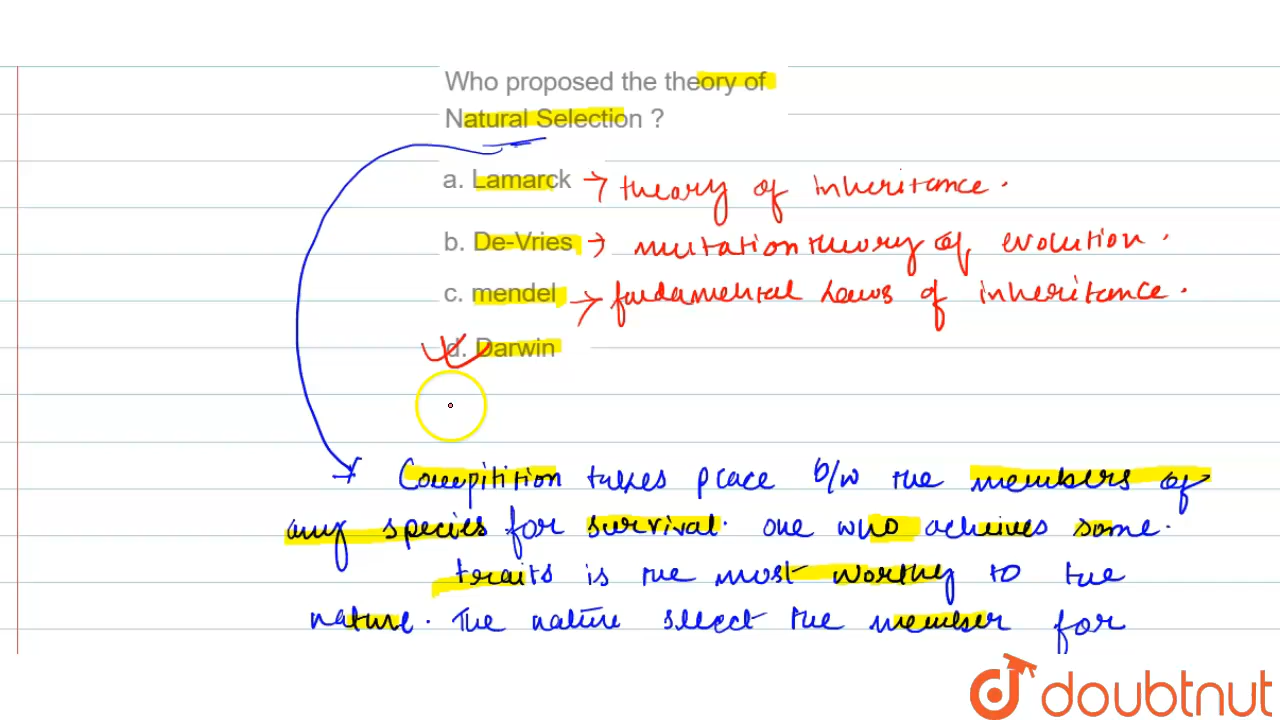 Who proposed the theory of
Natural Selection ?
a. Lamarck → theory of inheritance.
b. De-Vries → mutation theory of evolution.
c. mendel → fundamental Laws of inheritance.
d. Darwin
→ Compitition takes place b/w the members of
any species for survival. one who acheives some
traits is the most worthy to the
nature. The nature select the member for
doubtnut